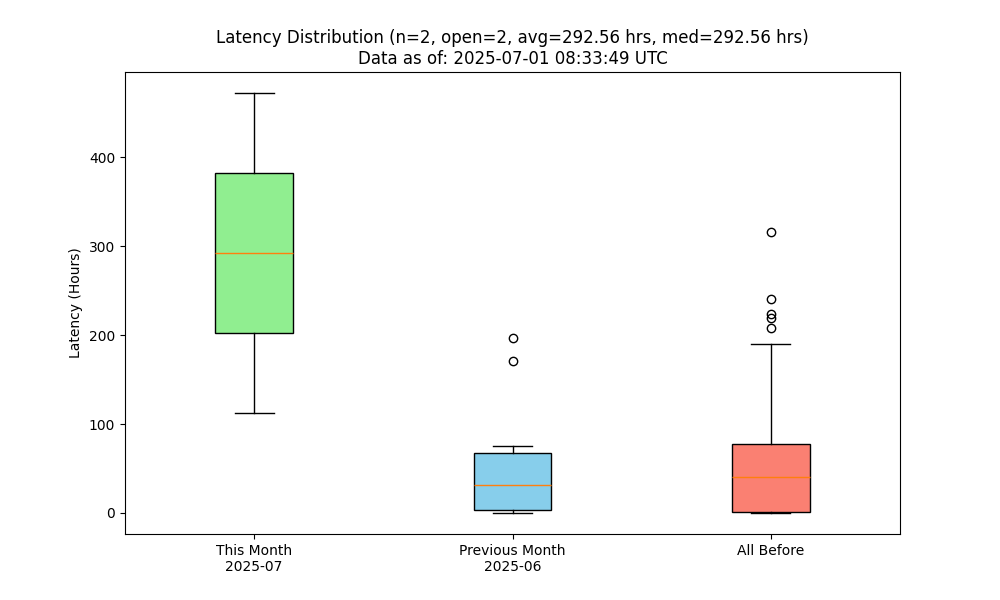 Latency Distribution (n=2, open=2, avg=292.56 hrs, med=292.56 hrs)
Data as of: 2025-07-01 08:33:49 UTC
Latency (Hours)
400
300
200
100
0
This Month
2025-07
Previous Month
2025-06
All Before